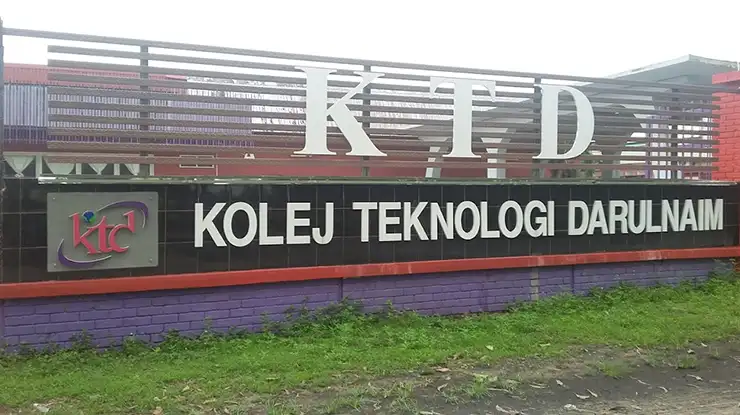 KTD
ktd
KOLEJ TEKNOLOGI DARULNAIM